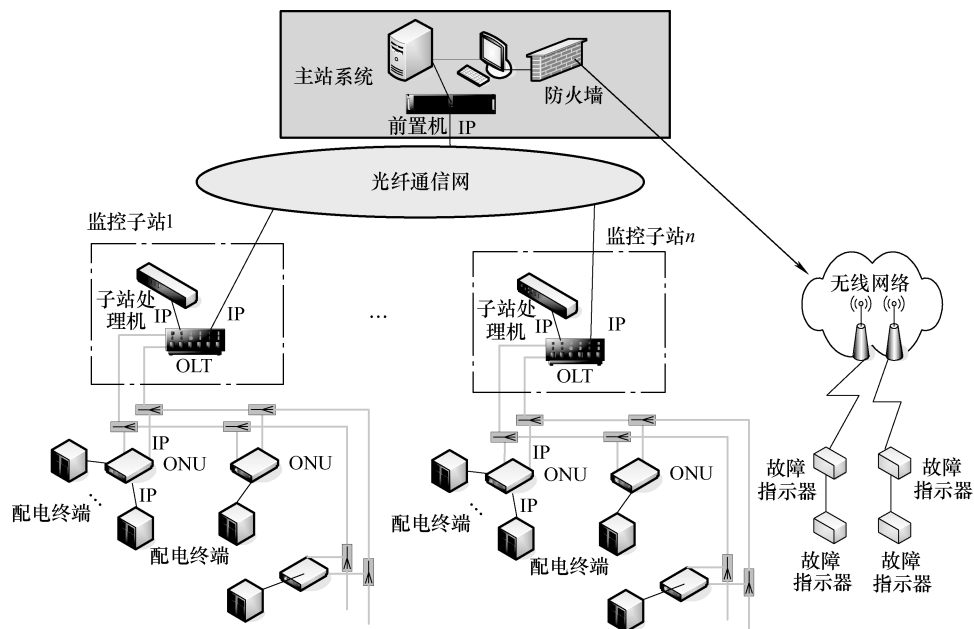 主站系统
防火墙
前置机 IP
光纤通信网
监控子站1
监控子站n
子站处
理机
IP
IP
OLT
...
子站处
理机
IP
IP
OLT
无线网络
IP
ONU
ONU
IP
...
配电终端
配电终端
IP
ONU
ONU
IP
...
配电终端
配电终端
故障
指示器
故障
指示器
故障
指示器
故障
指示器